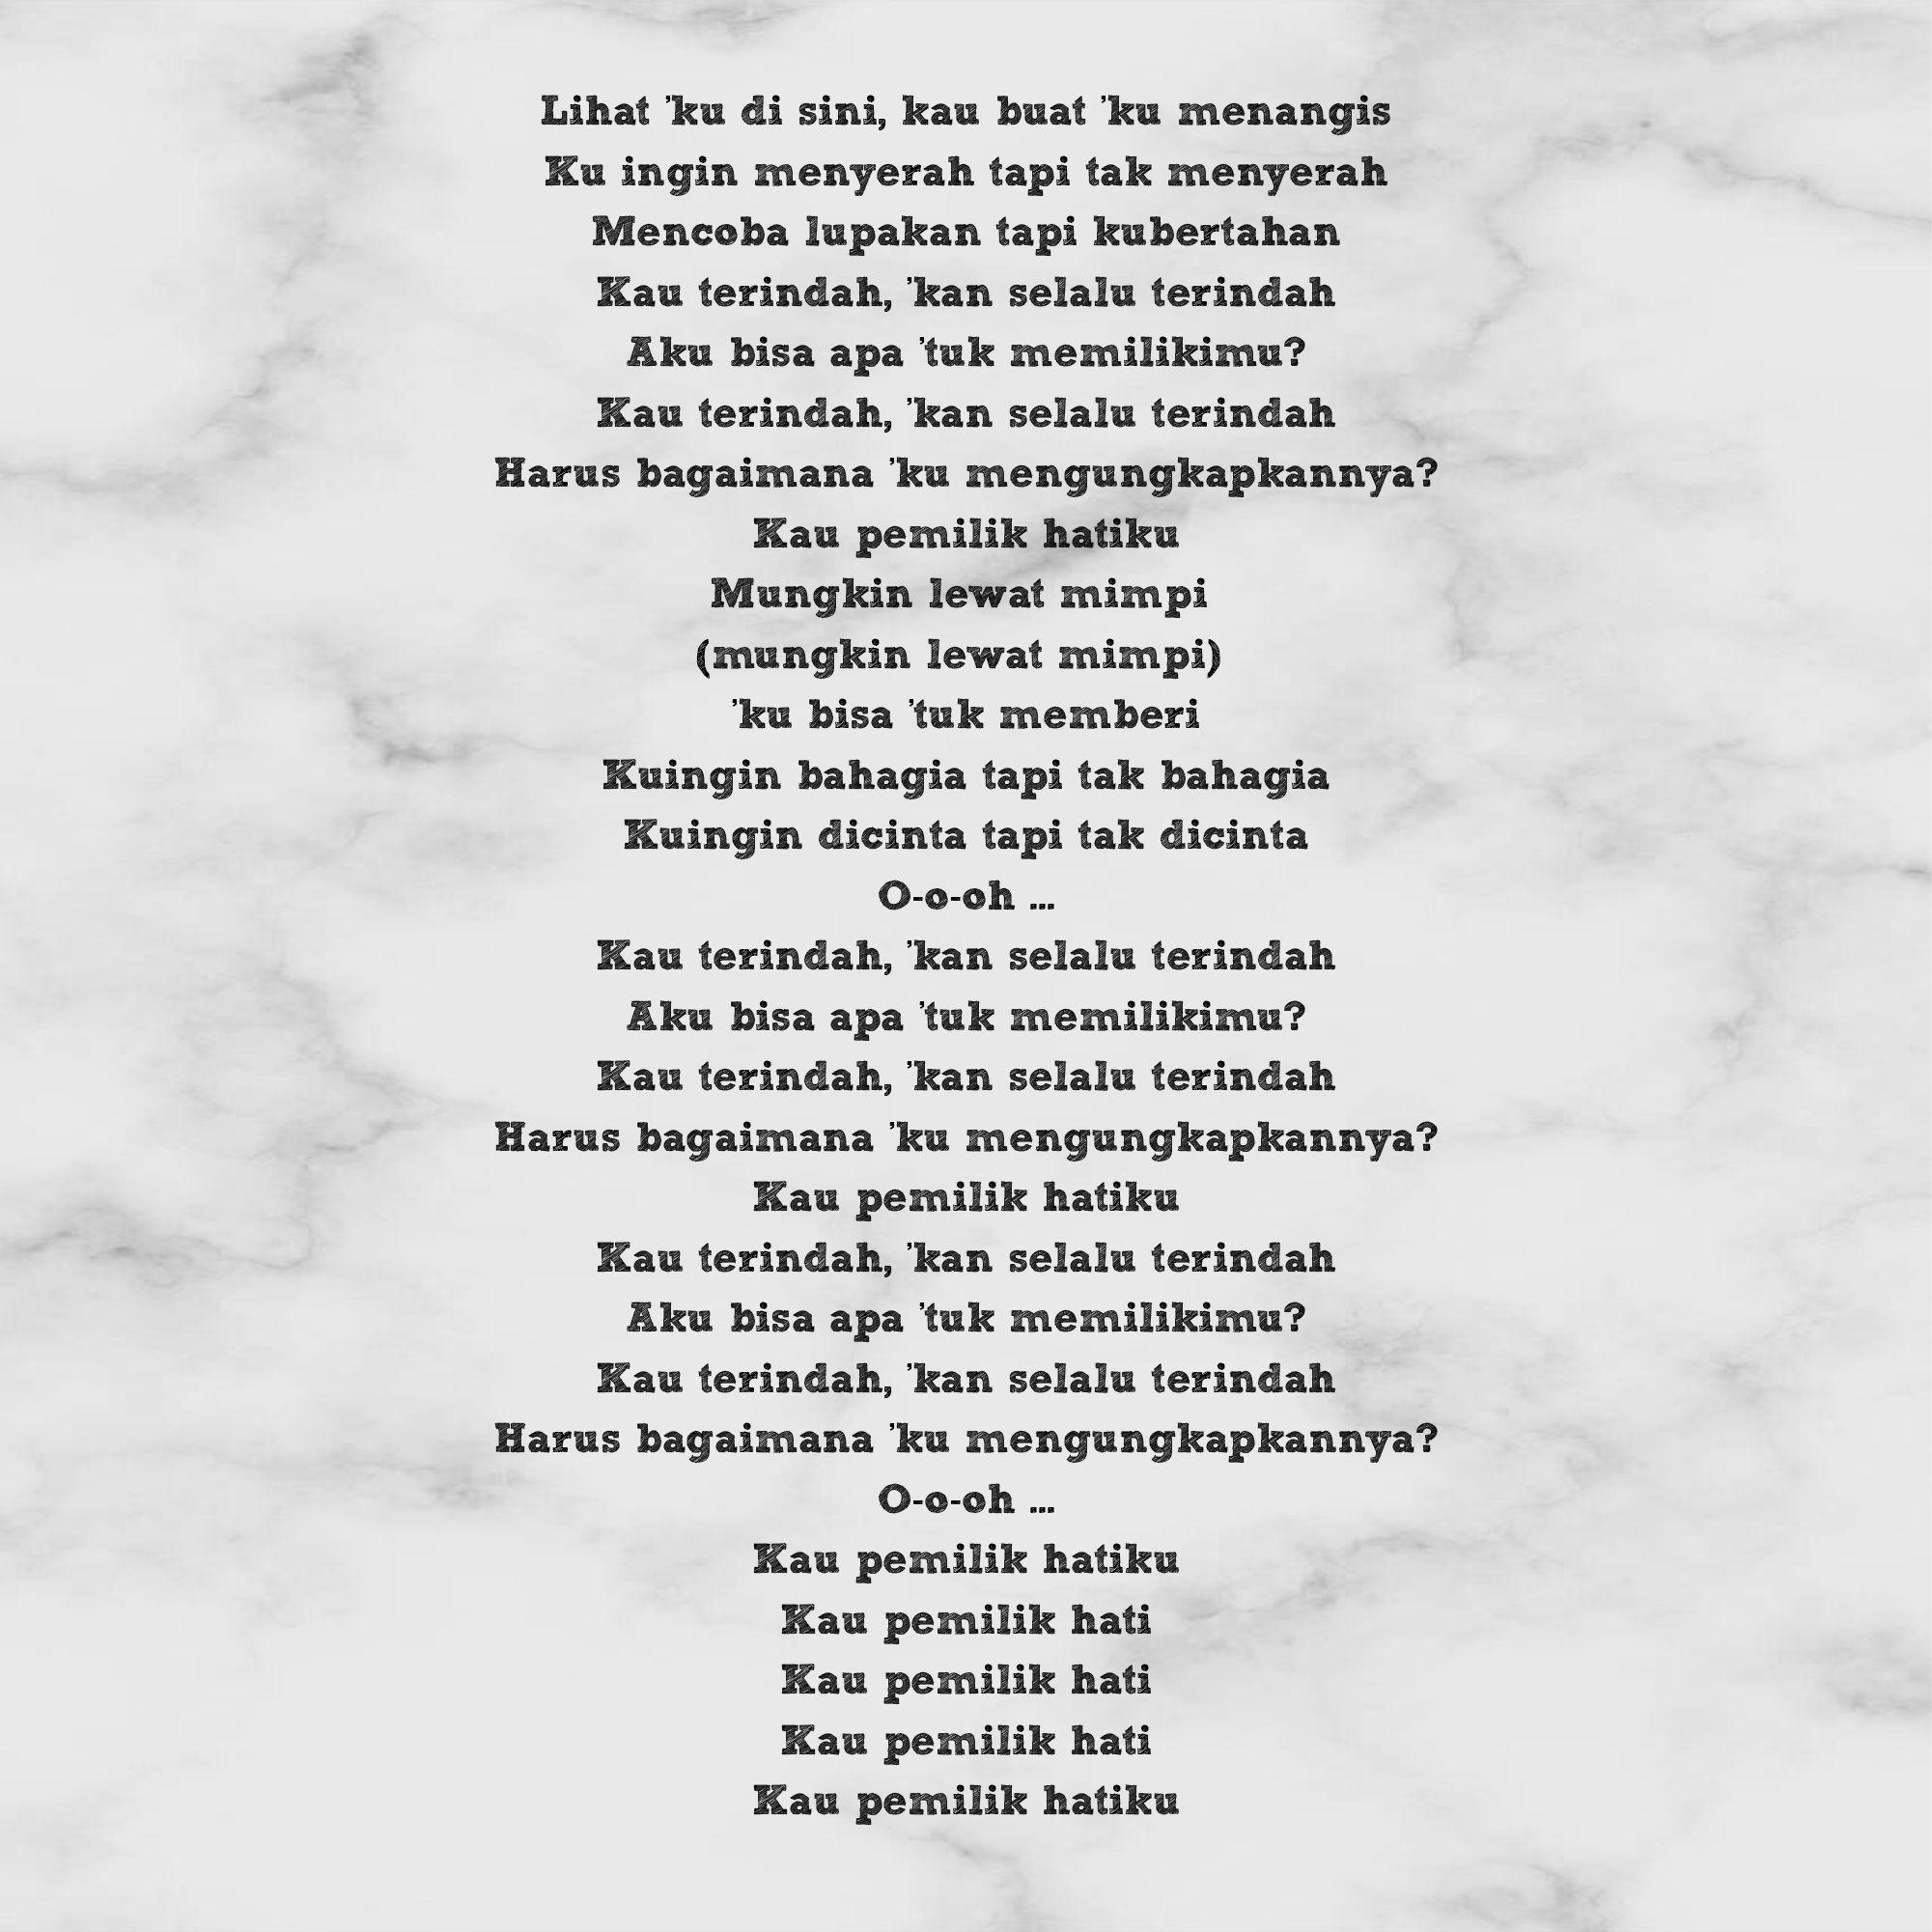 Lihat 'ku di sini, kau buat 'ku menangis
Ku ingin menyerah tapi tak menyerah
Mencoba lupakan tapi kubertahan
Kau terindah, 'kan selalu terindah
Aku bisa apa 'tuk memilikimu?
Kau terindah, 'kan selalu terindah
Harus bagaimana 'ku mengungkapkannya?
Kau pemilik hatiku
Mungkin lewat mimpi
(mungkin lewat mimpi)
'ku bisa 'tuk memberi
Kuingin bahagia tapi tak bahagia
Kuingin dicinta tapi tak dicinta
O-o-oh ...
Kau terindah, 'kan selalu terindah
Aku bisa apa 'tuk memilikimu?
Kau terindah, 'kan selalu terindah
Harus bagaimana 'ku mengungkapkannya?
Kau pemilik hatiku
Kau terindah, 'kan selalu terindah
Aku bisa apa 'tuk memilikimu?
Kau terindah, 'kan selalu terindah
Harus bagaimana 'ku mengungkapkannya?
O-o-oh ...
Kau pemilik hatiku
Kau pemilik hati
Kau pemilik hati
Kau pemilik hati
Kau pemilik hatiku